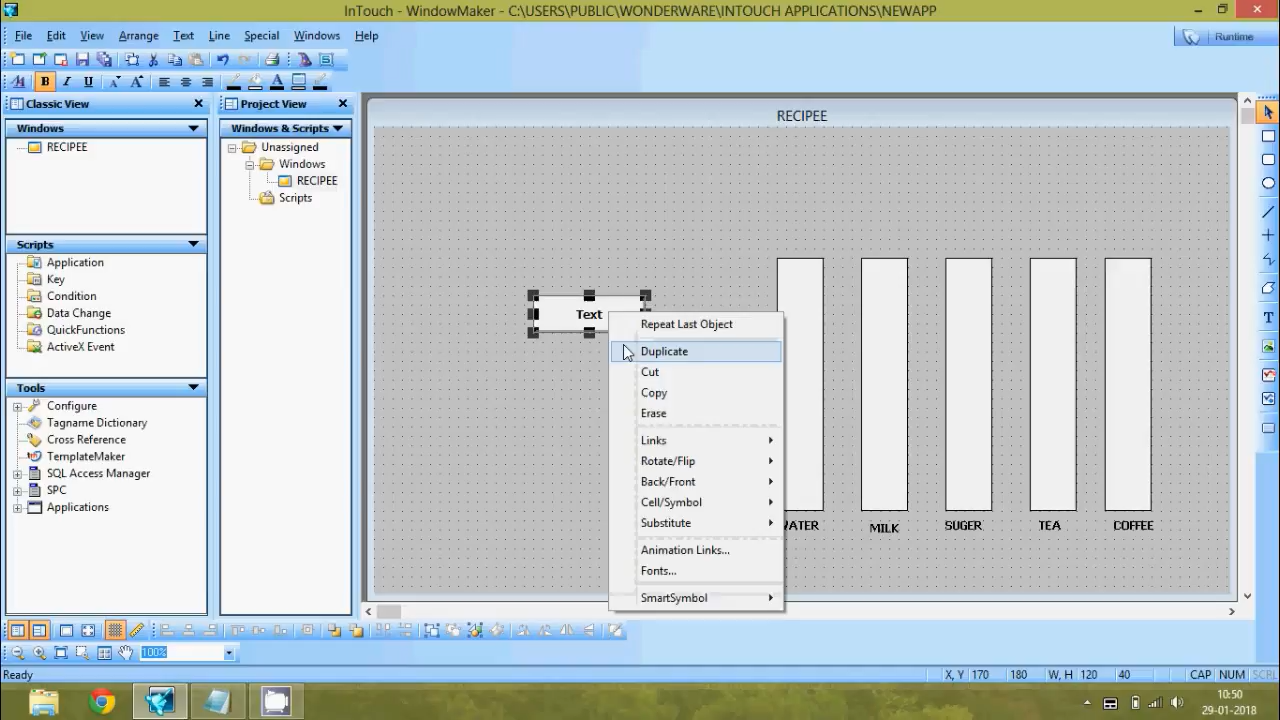 InTouch - WindowMaker - C:\USERS\PUBLIC\WONDERWARE\INTOUCH APPLICATIONS\NEWAPP
File Edit View Arrange Text Line Special Windows Help
Runtime
Classic View
Project View
Windows
Windows & Scripts
RECIPEE
RECIPEE
Unassigned
Windows
RECIPEE
Scripts
Scripts
Application
Key
Condition
Data Change
QuickFunctions
ActiveX Event
Tools
Configure
Tagname Dictionary
Cross Reference
TemplateMaker
SQL Access Manager
SPC
Applications
Text
Repeat Last Object
Duplicate
Cut
Copy
Erase
Links
Rotate/Flip
Back/Front
Cell/Symbol
Substitute
Animation Links...
Fonts...
SmartSymbol
WATER MILK SUGER TEA COFFEE
100%
Ready
X, Y 170 180 W, H 120 40 CAP NUM SCRL
10:50
29-01-2018